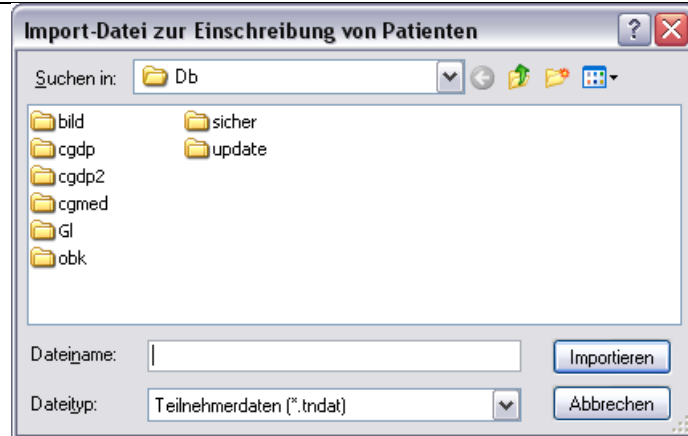 Import-Datei zur Einschreibung von Patienten
Suchen in: Db
bild sicher
cgdp update
cgdp2
cgmed
Gl
obk
Dateiname: Importieren
Dateityp: Teilnehmerdaten (*.tndat) Abbrechen